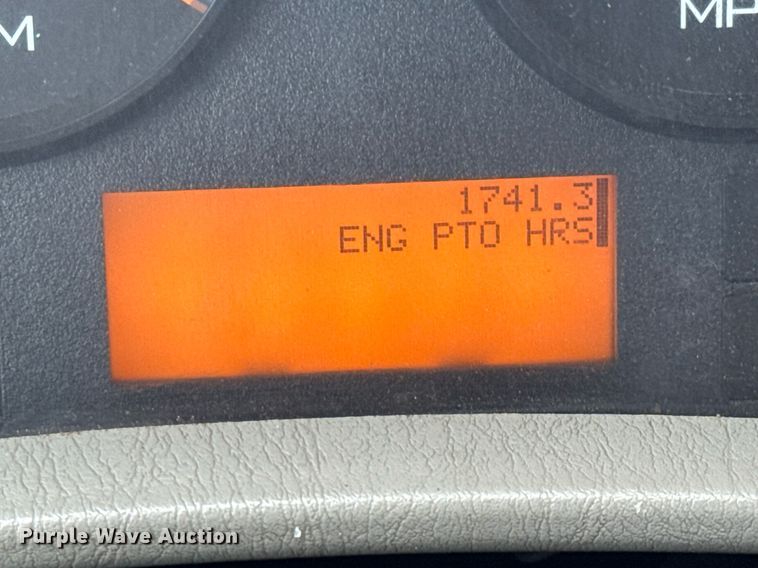 M
MP
1741.3
ENG PTO HRS
Purple Wave Auction